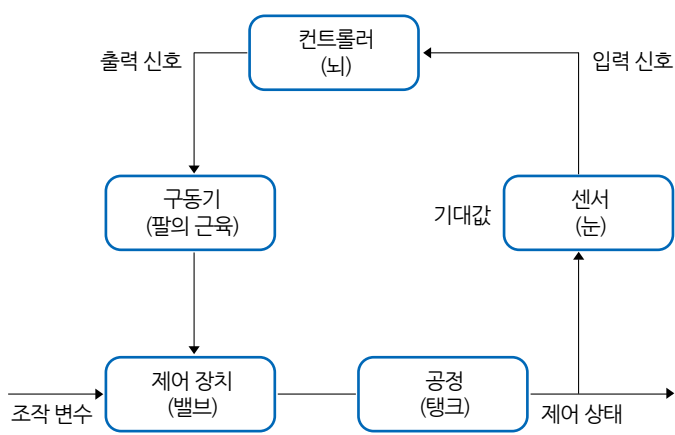 컨트롤러
(뇌)
출력 신호
입력 신호
구동기
(팔의 근육)
기대값
센서
(눈)
제어 장치
(밸브)
공정
(탱크)
조작 변수
제어 상태